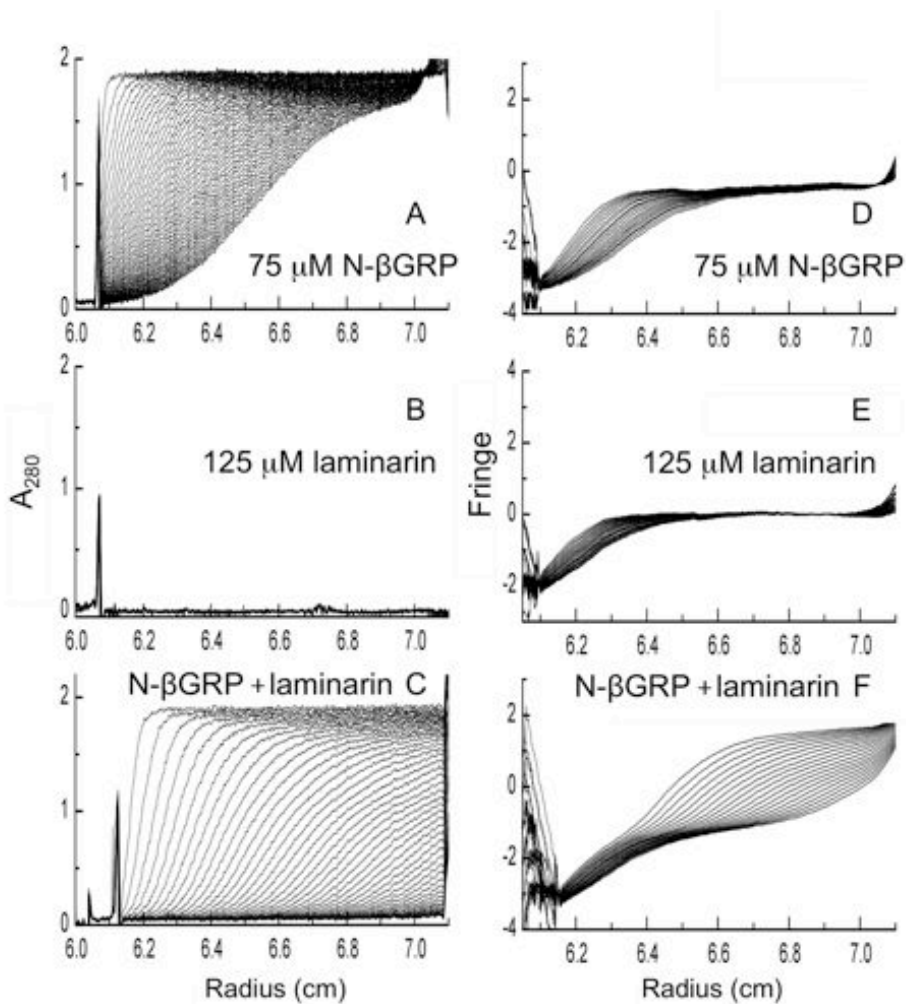 2
1
0
A
75 μM N-βGRP
6.0 6.2 6.4 6.6 6.8 7.0
2
0
-2
-4
D
75 μM N-βGRP
6.2 6.4 6.6 6.8 7.0
A280
2
1
0
B
125 μM laminarin
6.0 6.2 6.4 6.6 6.8 7.0
Fringe
4
2
0
-2
E
125 μM laminarin
6.2 6.4 6.6 6.8 7.0
2
1
0
N-βGRP + laminarin C
6.0 6.2 6.4 6.6 6.8 7.0
Radius (cm)
2
0
-2
-4
N-βGRP + laminarin F
6.2 6.4 6.6 6.8 7.0
Radius (cm)